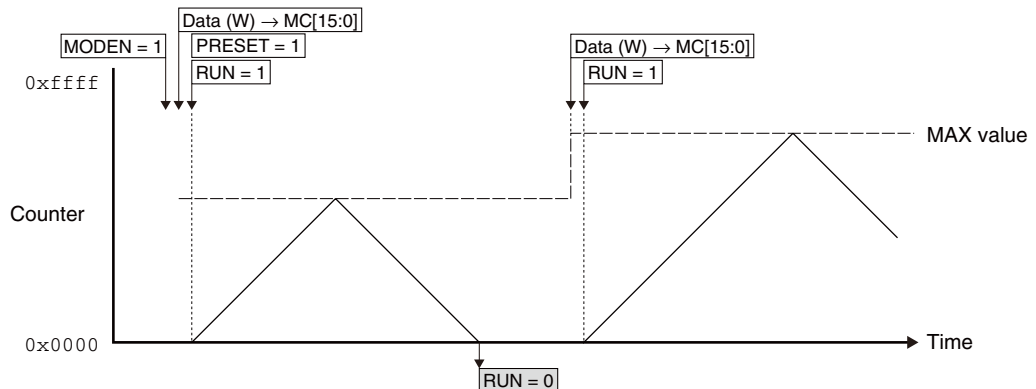 Data (W) → MC[15:0]
MODEN = 1
PRESET = 1
RUN = 1
Data (W) → MC[15:0]
RUN = 1
0xffff
MAX value
Counter
0x0000
Time
RUN = 0